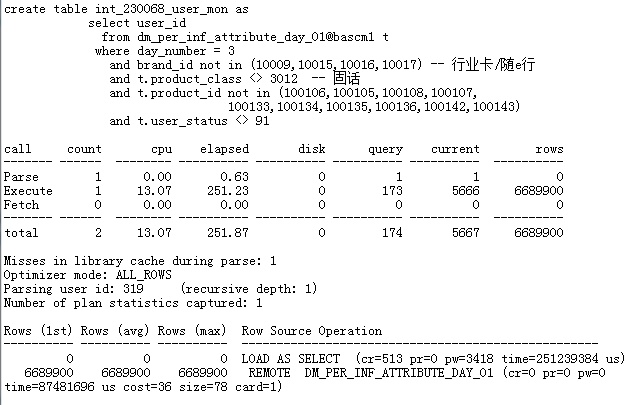 create table int_230068_user_mon as
select user_id
from dm_per_inf_attribute_day_01@bascm1 t
where day_number = 3
and brand_id not in (10009,10015,10016,10017) -- 行业卡/随e行
and t.product_class <> 3012  -- 固话
and t.product_id not in (100106,100105,100108,100107,
100133,100134,100135,100136,100142,100143)
and t.user_status <> 91
call     count       cpu    elapsed       disk      query    current        rows
------- ------ -------- ---------- ---------- ---------- ---------- ----------
Parse        1      0.00       0.63          0          1          1           0
Execute      1     13.07     251.23          0        173       5666     6689900
Fetch        0      0.00       0.00          0          0          0           0
------- ------ -------- ---------- ---------- ---------- ---------- ----------
total        2     13.07     251.87          0        174       5667     6689900
Misses in library cache during parse: 1
Optimizer mode: ALL_ROWS
Parsing user id: 319     (recursive depth: 1)
Number of plan statistics captured: 1
Rows (1st) Rows (avg) Rows (max)  Row Source Operation
---------- ---------- ----------  ---------------------------------------------------
0          0          0  LOAD AS SELECT  (cr=513 pr=0 pw=3418 time=251239384 us)
6689900    6689900    6689900   REMOTE  DM_PER_INF_ATTRIBUTE_DAY_01 (cr=0 pr=0 pw=0
time=87481696 us cost=36 size=78 card=1)